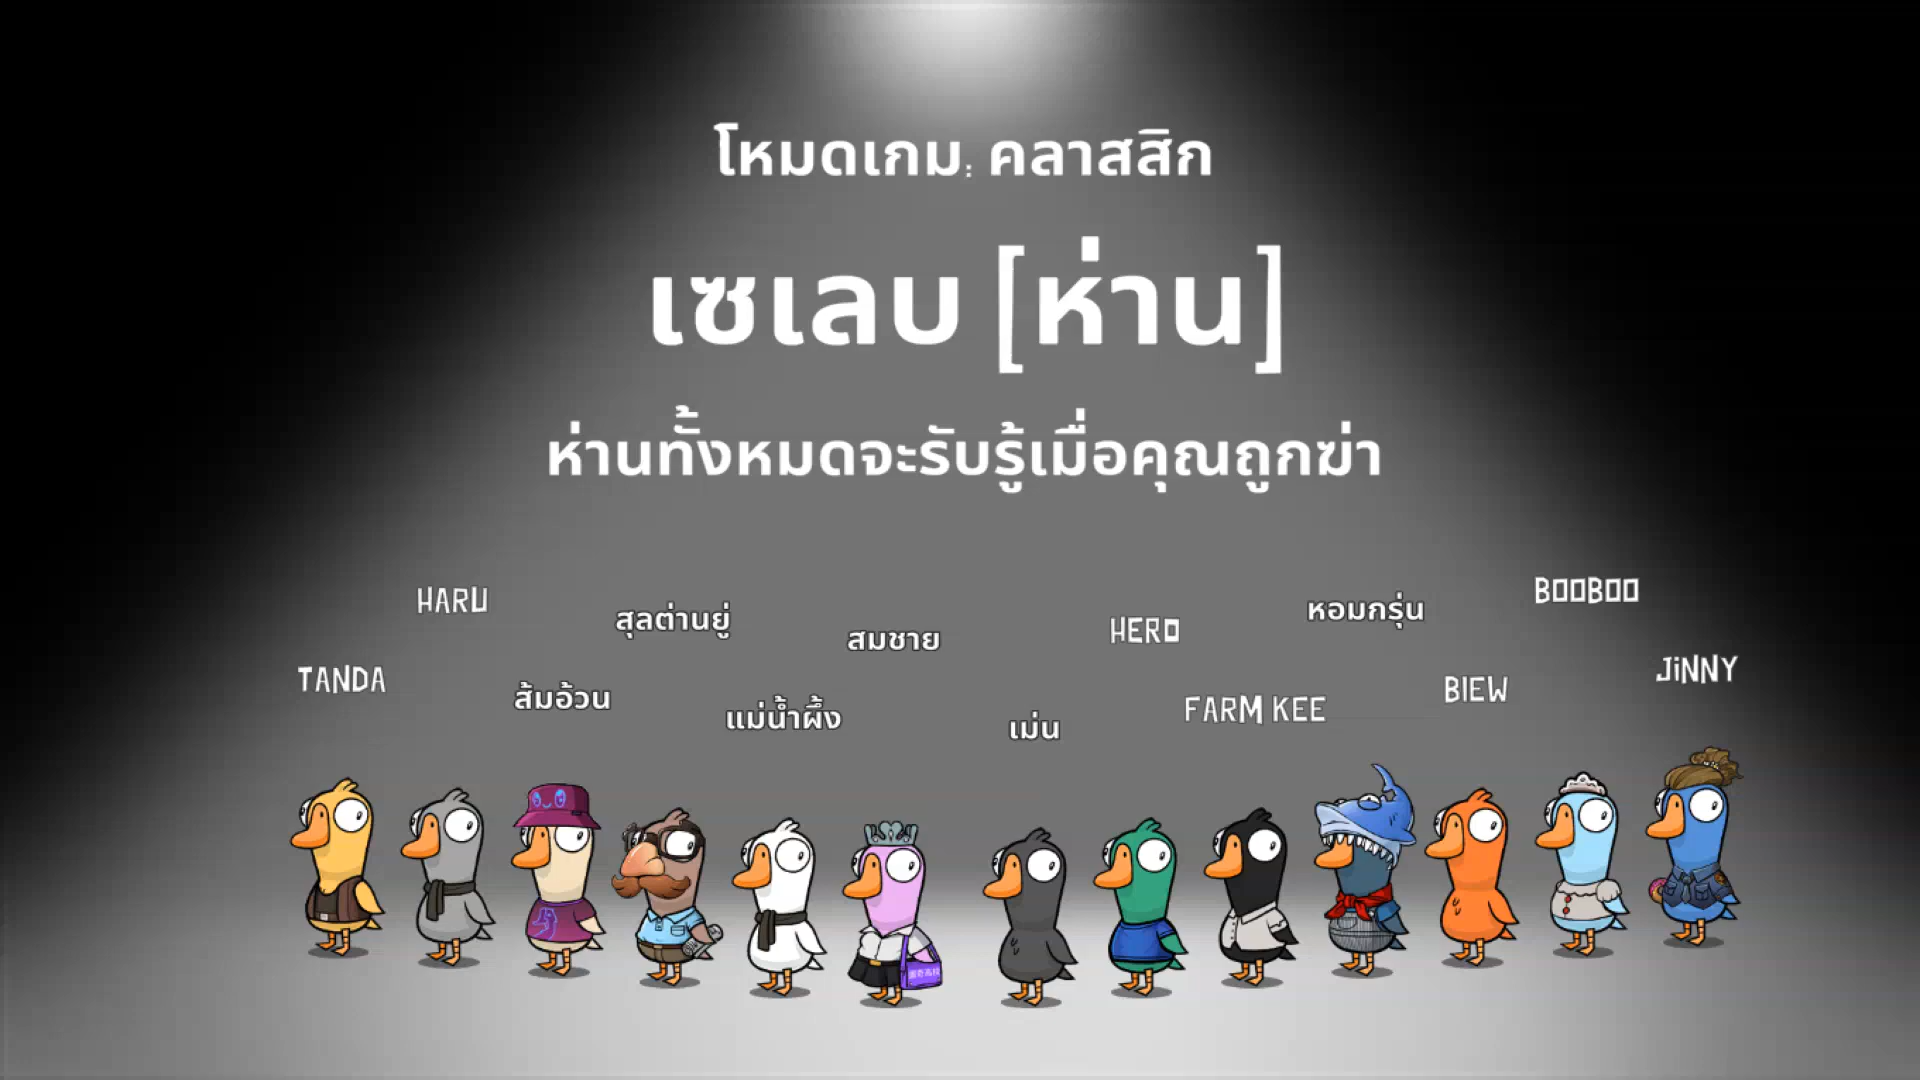 โหมดเกม: คลาสสิก
เซเลบ [ห่าน]
ห่านทั้งหมดจะรับรู้เมื่อคุณถูกฆ่า
TANDA
HARU
ส้มอ้วน
สุลต่านยู่
แม่น้ำผึ้ง
สมชาย
เม่น
HERO
FARM KEE
หอมกรุ่น
BIEW
BOOBOO
JiNNY